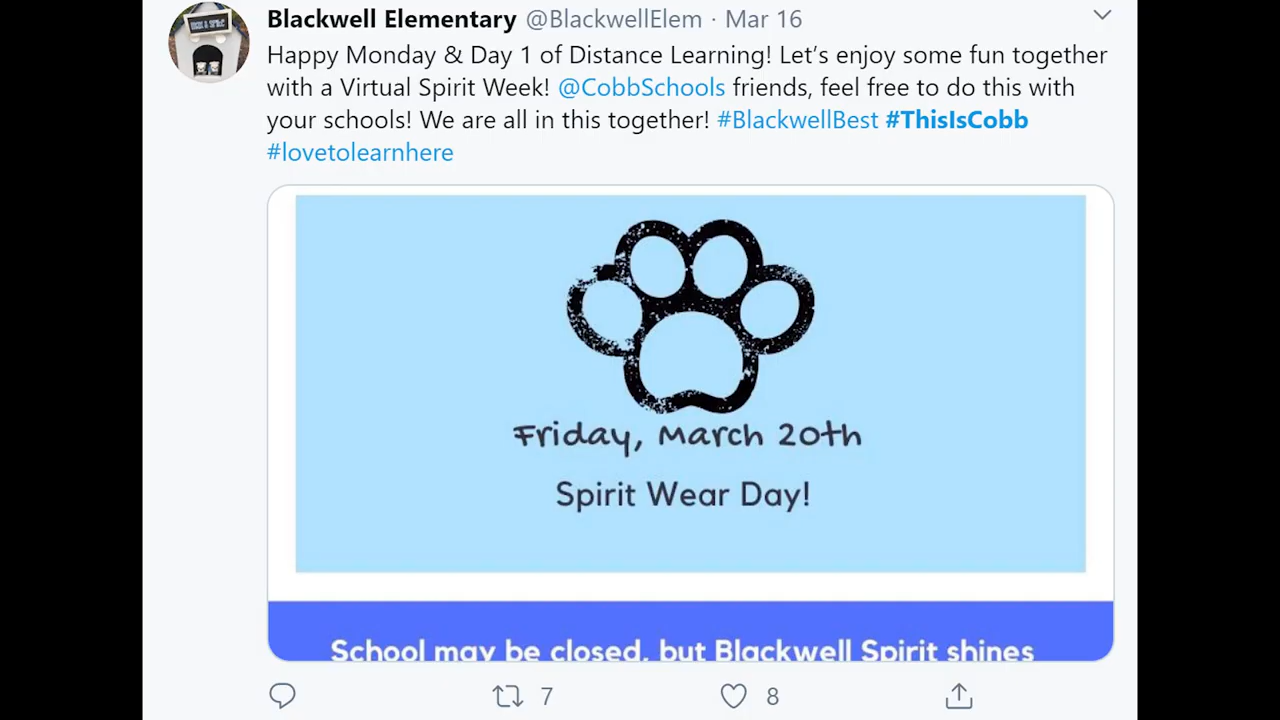 Blackwell Elementary @BlackwellElem · Mar 16
Happy Monday & Day 1 of Distance Learning! Let’s enjoy some fun together
with a Virtual Spirit Week! @CobbSchools friends, feel free to do this with
your schools! We are all in this together! #BlackwellBest #ThisIsCobb
#lovetolearnhere
Friday, March 20th
Spirit Wear Day!
School may be closed, but Blackwell Spirit shines
7
8